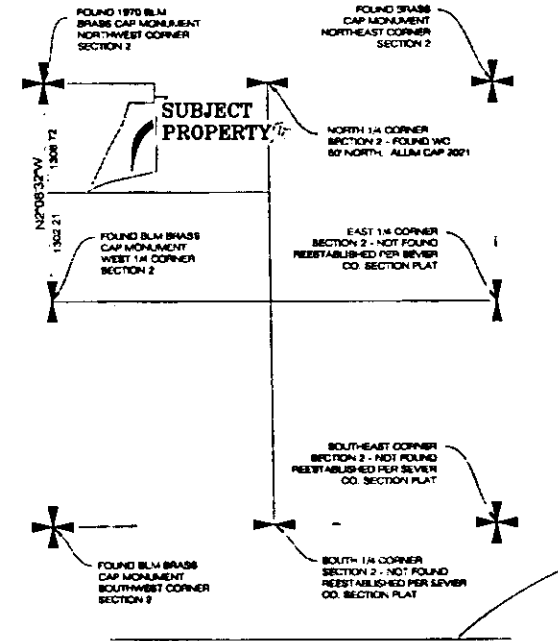 FOUND 1970 BLM
BRASS CAP MONUMENT
NORTHWEST CORNER
SECTION 2
FOUND BRASS
CAP MONUMENT
NORTHEAST CORNER
SECTION 2
SUBJECT
PROPERTY
NORTH 1/4 CORNER
SECTION 2 - FOUND WC
60' NORTH. ALUM CAP 2021
N2°08'32"W
1308.72
1302.21
FOUND BLM BRASS
CAP MONUMENT
WEST 1/4 CORNER
SECTION 2
EAST 1/4 CORNER
SECTION 2 - NOT FOUND
REESTABLISHED PER SEVIER
CO. SECTION PLAT
SOUTHEAST CORNER
SECTION 2 - NOT FOUND
REESTABLISHED PER SEVIER
CO. SECTION PLAT
FOUND BLM BRASS
CAP MONUMENT
SOUTHWEST CORNER
SECTION 2
SOUTH 1/4 CORNER
SECTION 2 - NOT FOUND
REESTABLISHED PER SEVIER
CO. SECTION PLAT